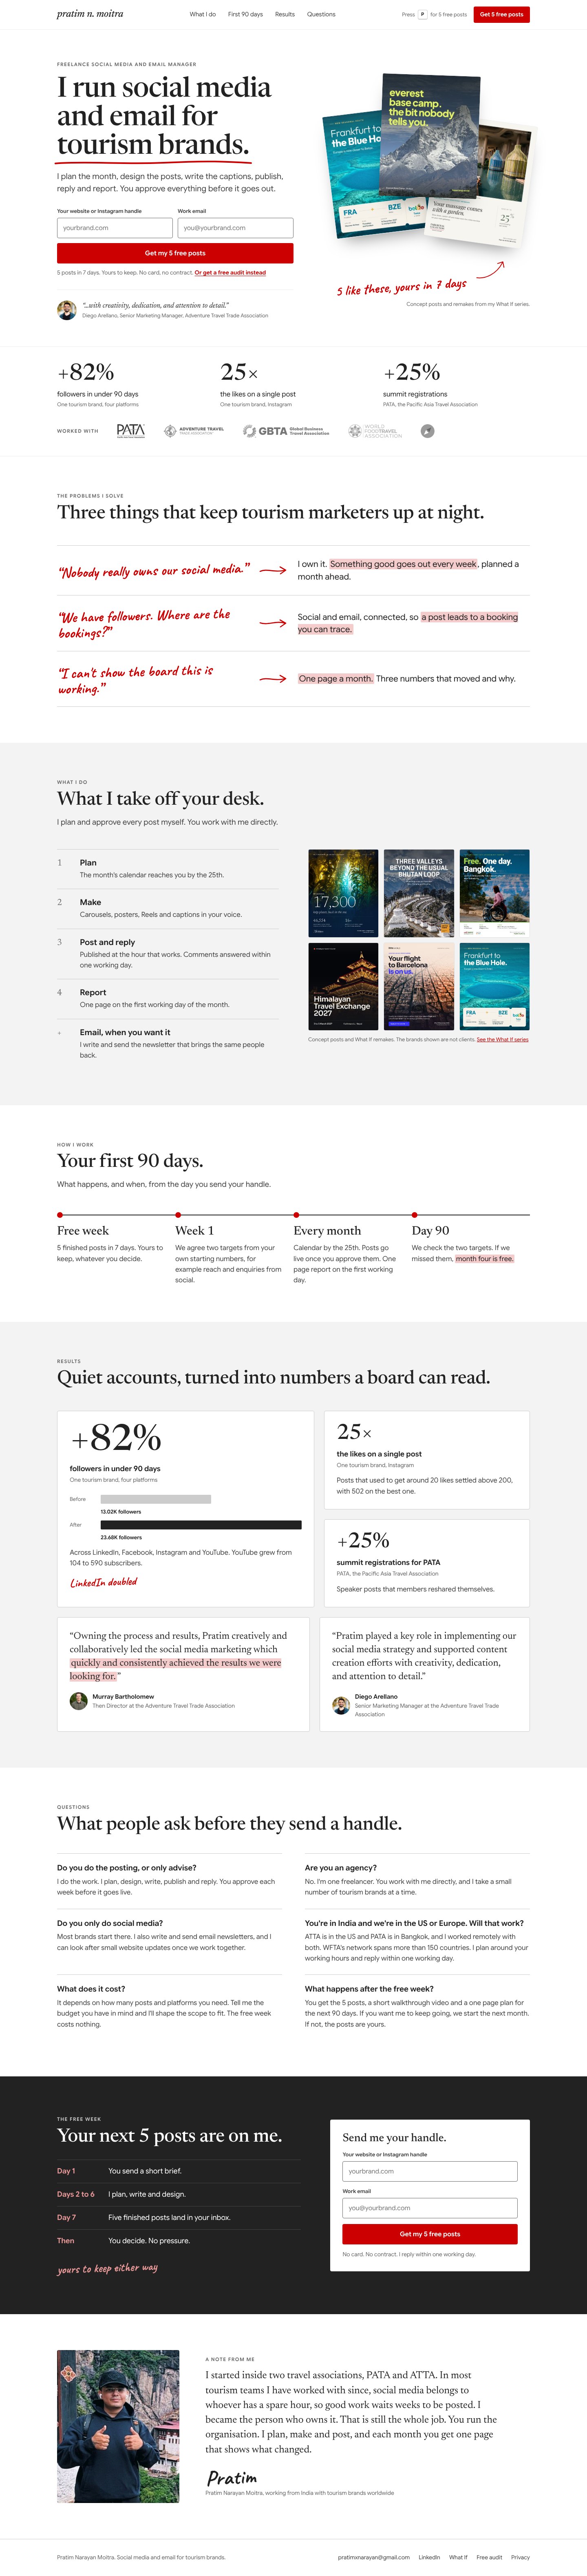 pratim n. moitra
What I do
First 90 days
Results
Questions
Press P for 5 free posts
Get 5 free posts
FREELANCE SOCIAL MEDIA AND EMAIL MANAGER
I run social media
and email for
tourism brands.
I plan the month, design the posts, write the captions, publish,
reply and report. You approve everything before it goes out.
Your website or Instagram handle
Work email
yourbrand.com
you@yourbrand.com
Get my 5 free posts
5 posts in 7 days. Yours to keep. No card, no contract. Or get a free audit instead
"...with creativity, dedication, and attention to detail."
Diego Arellano, Senior Marketing Manager, Adventure Travel Trade Association
Frankfurt to
the Blue Ho
FRA
BZE
everest
base camp.
the bit nobody
tells you.
5 like these, yours in 7 days
Concept posts and remakes from my What If series.
+82%
followers in under 90 days
One tourism brand, four platforms
25×
the likes on a single post
One tourism brand, Instagram
+25%
summit registrations
PATA, the Pacific Asia Travel Association
WORKED WITH
PATA
ADVENTURE TRAVEL
TRADE ASSOCIATION
GBTA
Global Business
Travel Association
WORLD
FOODTRAVEL
ASSOCIATION
THE PROBLEMS I SOLVE
Three things that keep tourism marketers up at night.
“Nobody really owns our social media.”
I own it. Something good goes out every week, planned a
month ahead.
“We have followers. Where are the
bookings?”
Social and email, connected, so a post leads to a booking
you can trace.
“I can't show the board this is
working.”
One page a month. Three numbers that moved and why.
WHAT I DO
What I take off your desk.
I plan and approve every post myself. You work with me directly.
1
Plan
The month's calendar reaches you by the 25th.
2
Make
Carousels, posters, Reels and captions in your voice.
3
Post and reply
Published at the hour that works. Comments answered within
one working day.
4
Report
One page on the first working day of the month.
+
Email, when you want it
I write and send the newsletter that brings the same people
back.
17,300
THREE VALLEYS
BEYOND THE USUAL
BHUTAN LOOP
Free. One day.
Bangkok.
Himalayan
Travel Exchange
2027
Your flight
to Barcelona
is on us.
Frankfurt to
the Blue Hole.
FRA
BZE
Concept posts and What If remakes. The brands shown are not clients. See the What If series
HOW I WORK
Your first 90 days.
What happens, and when, from the day you send your handle.
Free week
5 finished posts in 7 days. Yours to
keep, whatever you decide.
Week 1
We agree two targets from your
own starting numbers, for
example reach and enquiries from
social.
Every month
Calendar by the 25th. Posts go
live once you approve them. One
page report on the first working
day.
Day 90
We check the two targets. If we
missed them, month four is free.
RESULTS
Quiet accounts, turned into numbers a board can read.
+82%
followers in under 90 days
One tourism brand, four platforms
Before
13.02K followers
After
23.68K followers
Across LinkedIn, Facebook, Instagram and YouTube. YouTube grew from
104 to 590 subscribers.
LinkedIn doubled
25×
the likes on a single post
One tourism brand, Instagram
Posts that used to get around 20 likes settled above 200,
with 502 on the best one.
+25%
summit registrations for PATA
PATA, the Pacific Asia Travel Association
Speaker posts that members reshared themselves.
“Owning the process and results, Pratim creatively and
collaboratively led the social media marketing which
quickly and consistently achieved the results we were
looking for.”
Murray Bartholomew
Then Director at the Adventure Travel Trade Association
“Pratim played a key role in implementing our
social media strategy and supported content
creation efforts with creativity, dedication,
and attention to detail.”
Diego Arellano
Senior Marketing Manager at the Adventure Travel Trade
Association
QUESTIONS
What people ask before they send a handle.
Do you do the posting, or only advise?
I do the work. I plan, design, write, publish and reply. You approve each
week before it goes live.
Are you an agency?
No. I'm one freelancer. You work with me directly, and I take a small
number of tourism brands at a time.
Do you only do social media?
Most brands start there. I also write and send email newsletters, and I
can look after small website updates once we work together.
You're in India and we're in the US or Europe. Will that work?
ATTA is in the US and PATA is in Bangkok, and I worked remotely with
both. WFTA's network spans more than 150 countries. I plan around your
working hours and reply within one working day.
What does it cost?
It depends on how many posts and platforms you need. Tell me the
budget you have in mind and I'll shape the scope to fit. The free week
costs nothing.
What happens after the free week?
You get the 5 posts, a short walkthrough video and a one page plan for
the next 90 days. If you want me to keep going, we start the next month.
If not, the posts are yours.
THE FREE WEEK
Your next 5 posts are on me.
Day 1
You send a short brief.
Days 2 to 6
I plan, write and design.
Day 7
Five finished posts land in your inbox.
Then
You decide. No pressure.
yours to keep either way
Send me your handle.
Your website or Instagram handle
yourbrand.com
Work email
you@yourbrand.com
Get my 5 free posts
No card. No contract. I reply within one working day.
A NOTE FROM ME
I started inside two travel associations, PATA and ATTA. In most
tourism teams I have worked with since, social media belongs to
whoever has a spare hour, so good work waits weeks to be posted. I
became the person who owns it. That is still the whole job. You run the
organisation. I plan, make and post, and each month you get one page
that shows what changed.
Pratim
Pratim Narayan Moitra, working from India with tourism brands worldwide
Pratim Narayan Moitra. Social media and email for tourism brands.
pratimxnarayan@gmail.com
LinkedIn
What If
Free audit
Privacy